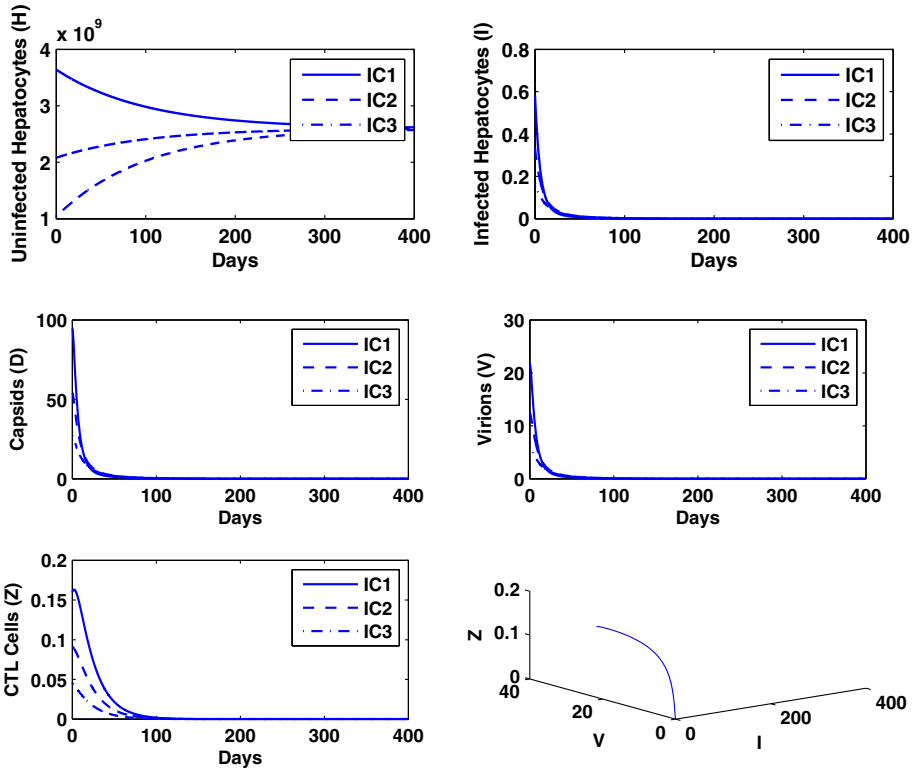 x 10^9
Uninfected Hepatocytes (H)
4
3
2
1
0 100 200 300 400
Days
IC1
IC2
IC3
Infected Hepatocytes (I)
0.8
0.6
0.4
0.2
0
0 100 200 300 400
Days
IC1
IC2
IC3
Capsids (D)
100
50
0
0 100 200 300 400
Days
IC1
IC2
IC3
Virions (V)
30
20
10
0
0 100 200 300 400
Days
IC1
IC2
IC3
CTL Cells (Z)
0.2
0.15
0.1
0.05
0
0 100 200 300 400
Days
IC1
IC2
IC3
Z
0.2
0.1
0
40
20
0
V
0
200
400
I